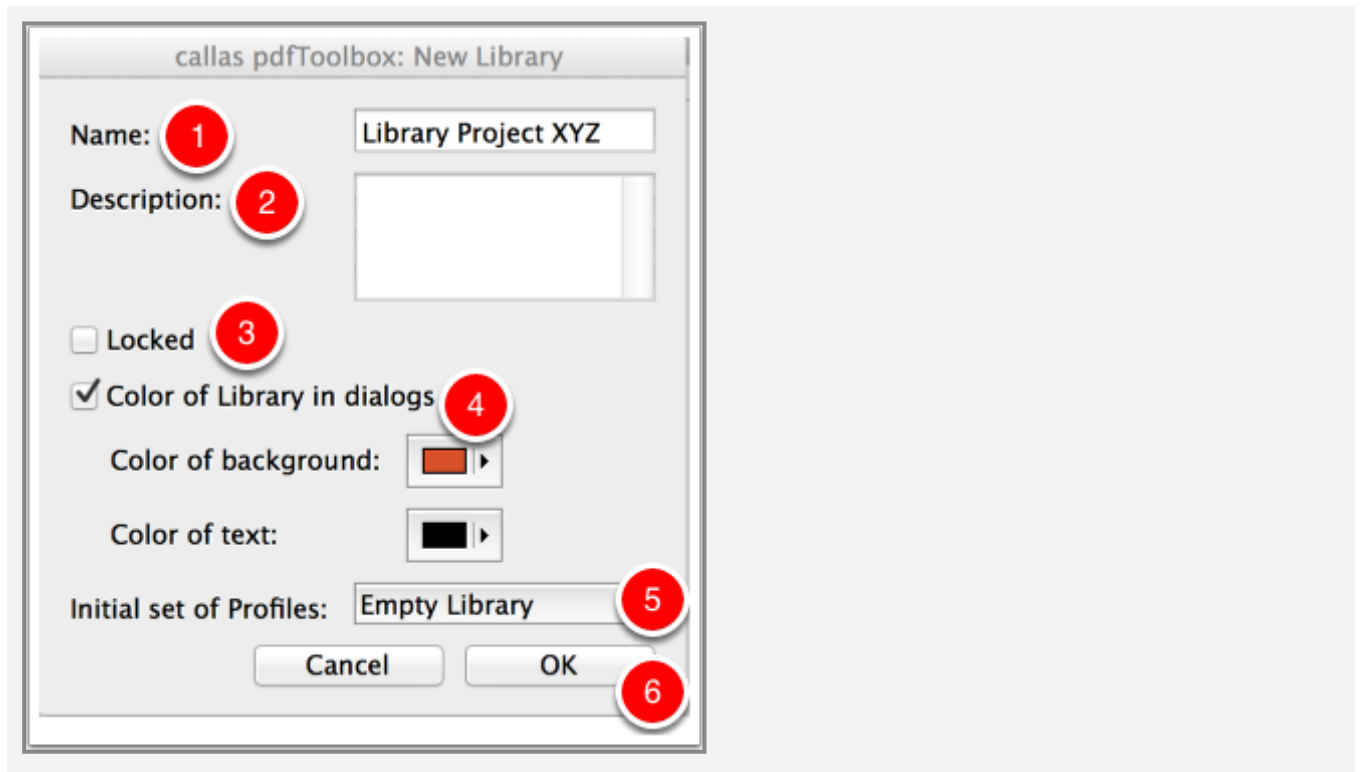 callas pdfToolbox: New Library
Name: 1 Library Project XYZ
Description: 2
Locked 3
Color of Library in dialogs 4
Color of background:
Color of text:
Initial set of Profiles: Empty Library 5
Cancel OK 6